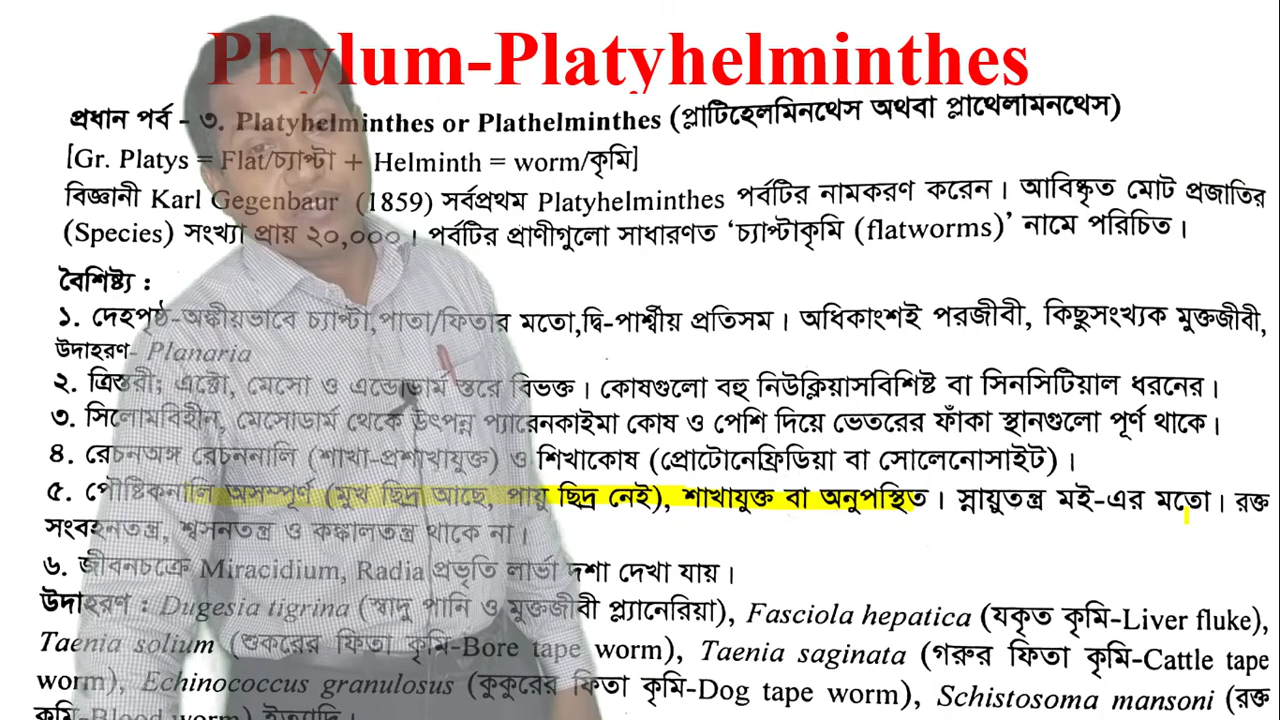 Phylum-Platyhelminthes
প্রধান পর্ব - ৩. Platyhelminthes or Plathelminthes (প্লাটিহেলমিনথেস অথবা প্লাথেলমিনথেস)
[Gr. Platys = Flat/চ্যাপ্টা + Helminth = worm/কৃমি]
বিজ্ঞানী Karl Gegenbaur (1859) সর্বপ্রথম Platyhelminthes পর্বটির নামকরণ করেন। আবিষ্কৃত মোট প্রজাতির
(Species) সংখ্যা প্রায় ২০,০০০। পর্বটির প্রাণীগুলো সাধারণত ‘চ্যাপ্টাকৃমি (flatworms)’ নামে পরিচিত।
বৈশিষ্ট্য :
১. দেহপৃষ্ঠ-অঙ্কীয়ভাবে চ্যাপ্টা,পাতা/ফিতার মতো,দ্বি-পার্শ্বীয় প্রতিসম। অধিকাংশই পরজীবী, কিছুসংখ্যক মুক্তজীবী,
উদাহরণ- Planaria
২. ত্রিস্তরী; এক্টো, মেসো ও এন্ডোডার্ম স্তরে বিভক্ত। কোষগুলো বহু নিউক্লিয়াসবিশিষ্ট বা সিনসিটিয়াল ধরনের।
৩. সিলোমবিহীন, মেসোডার্ম থেকে উৎপন্ন প্যারেনকাইমা কোষ ও পেশি দিয়ে ভেতরের ফাঁকা স্থানগুলো পূর্ণ থাকে।
৪. রেচনঅঙ্গ রেচননালি (শাখা-প্রশাখাযুক্ত) ও শিখাকোষ (প্রোটোনেফ্রিডিয়া বা সোলেনোসাইট)।
৫. পৌষ্টিকনালি অসম্পূর্ণ (মুখ ছিদ্র আছে, পায়ু ছিদ্র নেই), শাখাযুক্ত বা অনুপস্থিত। স্নায়ুতন্ত্র মই-এর মতো। রক্ত
সংবহনতন্ত্র, শ্বসনতন্ত্র ও কঙ্কালতন্ত্র থাকে না।
৬. জীবনচক্রে Miracidium, Radia প্রভৃতি লার্ভা দশা দেখা যায়।
উদাহরণ : Dugesia tigrina (স্বাদু পানি ও মুক্তজীবী প্ল্যানেরিয়া), Fasciola hepatica (যকৃত কৃমি-Liver fluke),
Taenia solium (শুকরের ফিতা কৃমি-Bore tape worm), Taenia saginata (গরুর ফিতা কৃমি-Cattle tape
worm), Echinococcus granulosus (কুকুরের ফিতা কৃমি-Dog tape worm), Schistosoma mansoni (রক্ত
কৃমি-Blood worm) ইত্যাদি।